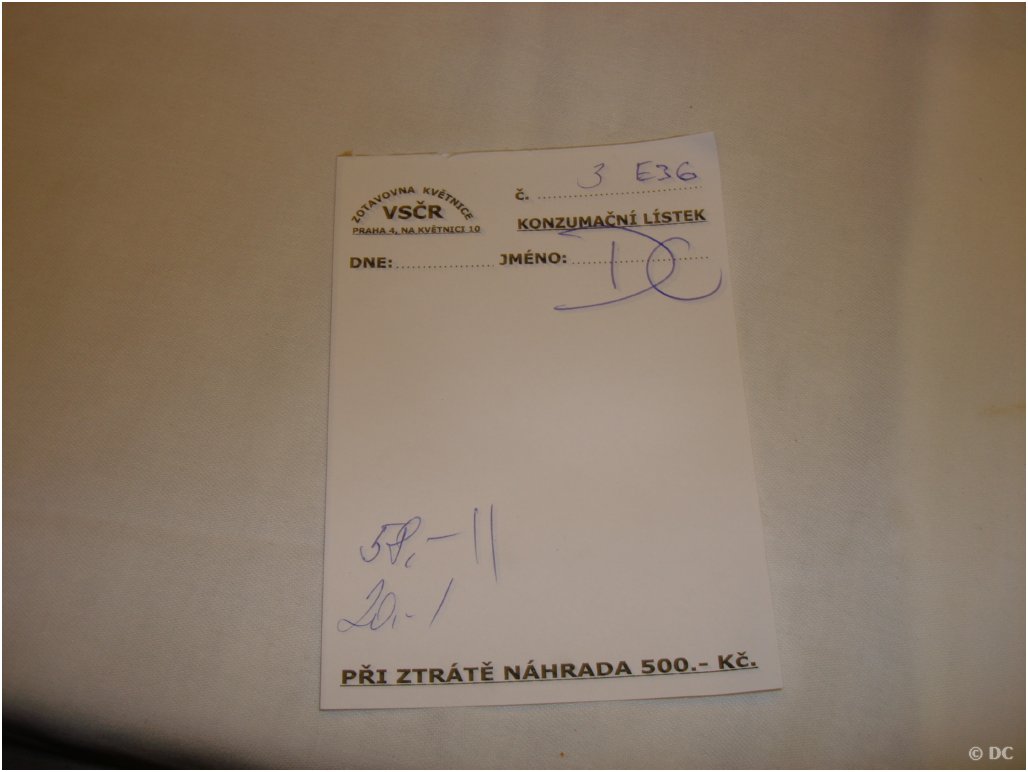 ZOTAVOVNA KVĚTNICE
VSČR
PRAHA 4, NA KVĚTNICI 10
č. 3 E36
KONZUMAČNÍ LÍSTEK
DNE: JMÉNO: DC
58,- ||
20,- |
PŘI ZTRÁTĚ NÁHRADA 500.- Kč.
© DC